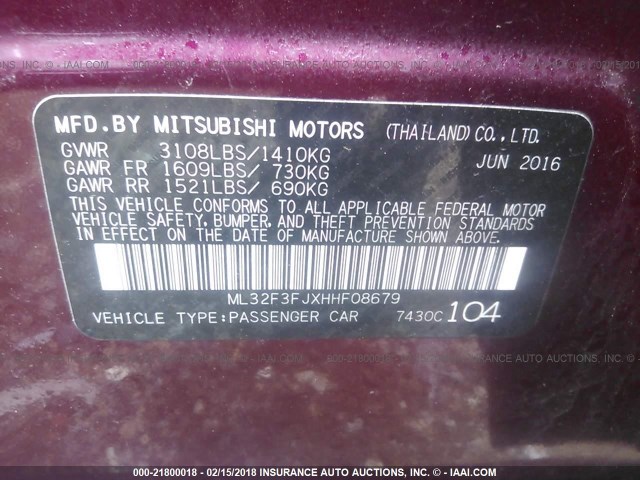 MFD.BY MITSUBISHI MOTORS (THAILAND)CO.,LTD.
GVWR 3108LBS/1410KG JUN 2016
GAWR FR 1609LBS/ 730KG
GAWR RR 1521LBS/ 690KG
THIS VEHICLE CONFORMS TO ALL APPLICABLE FEDERAL MOTOR
VEHICLE SAFETY, BUMPER, AND THEFT PREVENTION STANDARDS
IN EFFECT ON THE DATE OF MANUFACTURE SHOWN ABOVE.
ML32F3FJXHHF08679
VEHICLE TYPE:PASSENGER CAR 7430C 104
000-21800018 - 02/15/2018 INSURANCE AUTO AUCTIONS - © - IAAI.COM